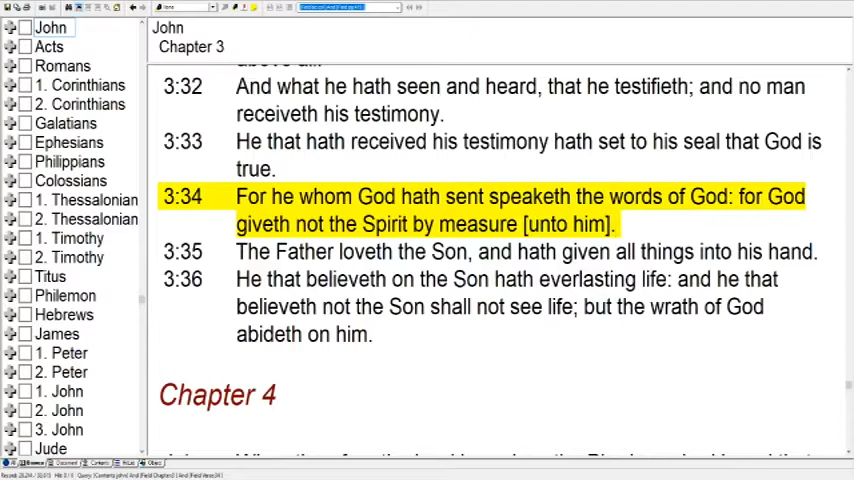 John
Acts
Romans
1. Corinthians
2. Corinthians
Galatians
Ephesians
Philippians
Colossians
1. Thessalonian
2. Thessalonian
1. Timothy
2. Timothy
Titus
Philemon
Hebrews
James
1. Peter
2. Peter
1. John
2. John
3. John
Jude
John
Chapter 3
3:32 And what he hath seen and heard, that he testifieth; and no man
receiveth his testimony.
3:33 He that hath received his testimony hath set to his seal that God is
true.
3:34 For he whom God hath sent speaketh the words of God: for God
giveth not the Spirit by measure [unto him].
3:35 The Father loveth the Son, and hath given all things into his hand.
3:36 He that believeth on the Son hath everlasting life: and he that
believeth not the Son shall not see life; but the wrath of God
abideth on him.
Chapter 4
All Browse Document Contents Hit List Object